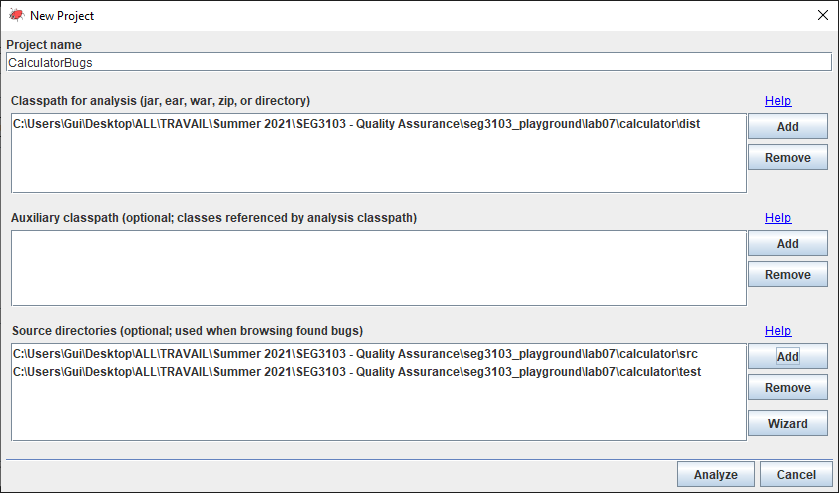 New Project
Project name
CalculatorBugs
Classpath for analysis (jar, ear, war, zip, or directory)
Help
C:\Users\Gui\Desktop\ALL\TRAVAIL\Summer 2021\SEG3103 - Quality Assurance\seg3103_playground\lab07\calculator\dist
Add
Remove
Auxiliary classpath (optional; classes referenced by analysis classpath)
Help
Add
Remove
Source directories (optional; used when browsing found bugs)
Help
C:\Users\Gui\Desktop\ALL\TRAVAIL\Summer 2021\SEG3103 - Quality Assurance\seg3103_playground\lab07\calculator\src
C:\Users\Gui\Desktop\ALL\TRAVAIL\Summer 2021\SEG3103 - Quality Assurance\seg3103_playground\lab07\calculator\test
Add
Remove
Wizard
Analyze
Cancel